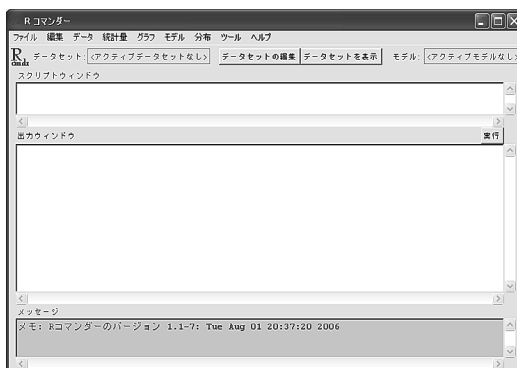 R コマンダー
ファイル 編集 データ 統計量 グラフ モデル 分布 ツール ヘルプ
R cmdr データセット: <アクティブデータセットなし> データセットの編集 データセットを表示 モデル: <アクティブモデルなし>
スクリプトウィンドウ
出力ウィンドウ 実行
メッセージ
メモ: Rコマンダーのバージョン 1.1-7: Tue Aug 01 20:37:20 2006